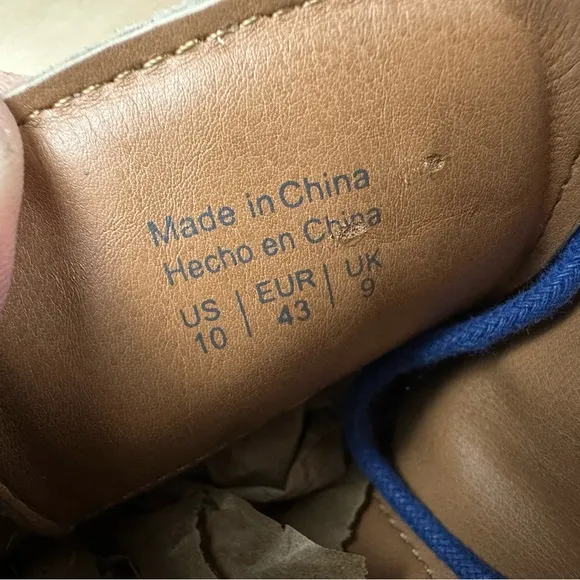 Made in China
Hecho en China
US | EUR | UK
10 | 43 | 9